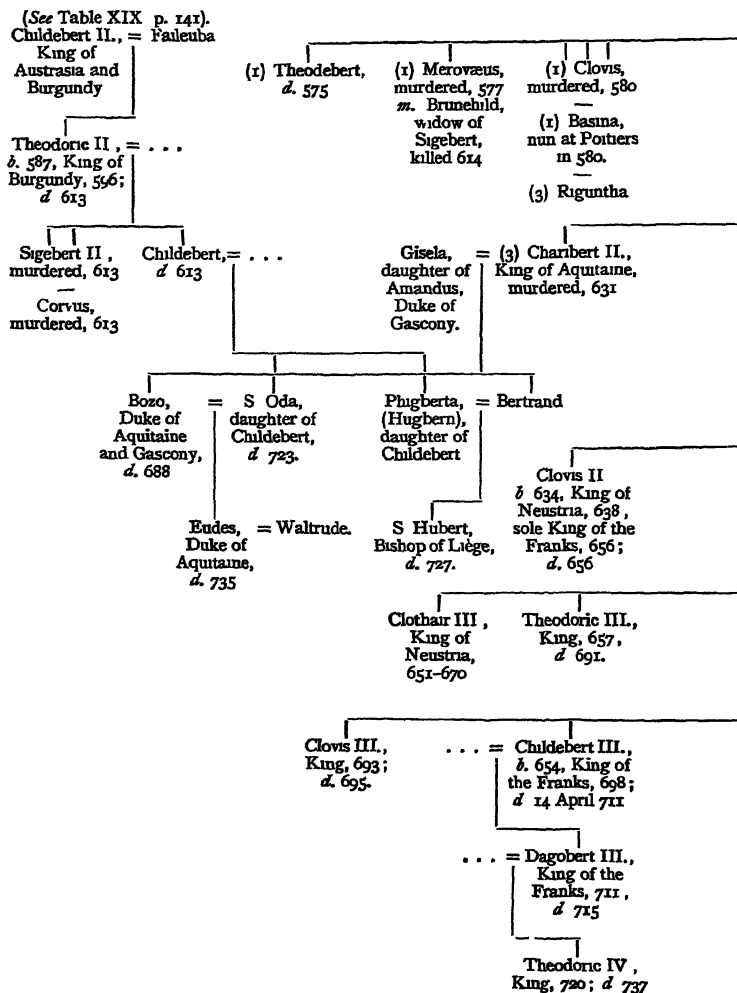 (See Table XIX p. 141).
Childebert II., = Faileuba
King of
Austrasia and
Burgundy
(1) Theodebert,
d. 575
(1) Merovæus,
murdered, 577
m. Brunehild,
widow of
Sigebert,
killed 614
(1) Clovis,
murdered, 580
—
(1) Basina,
nun at Poitiers
in 580.
—
(3) Riguntha
Theodoric II, = . . .
b. 587, King of
Burgundy, 596;
d 613
Sigebert II,
murdered, 613
—
Corvus,
murdered, 613
Childebert, = . . .
d 613
Gisela, = (3) Charibert II.,
daughter of
Amandus,
Duke of
Gascony.
King of Aquitaine,
murdered, 631
Bozo, = S Oda,
Duke of
Aquitaine
and Gascony,
d. 688
daughter of
Childebert,
d 723.
Phigberta, = Bertrand
(Hugbern),
daughter of
Childebert
Clovis II
b 634, King of
Neustria, 638,
sole King of the
Franks, 656;
d. 656
Eudes, = Waltrude.
Duke of
Aquitaine,
d. 735
S Hubert,
Bishop of Liège,
d. 727.
Clothair III,
King of
Neustria,
651–670
Theodoric III.,
King, 657,
d 691.
Clovis III.,
King, 693;
d. 695.
. . . = Childebert III.,
b. 654, King of
the Franks, 698;
d 14 April 711
. . . = Dagobert III.,
King of the
Franks, 711,
d 715
Theodoric IV,
King, 720; d 737